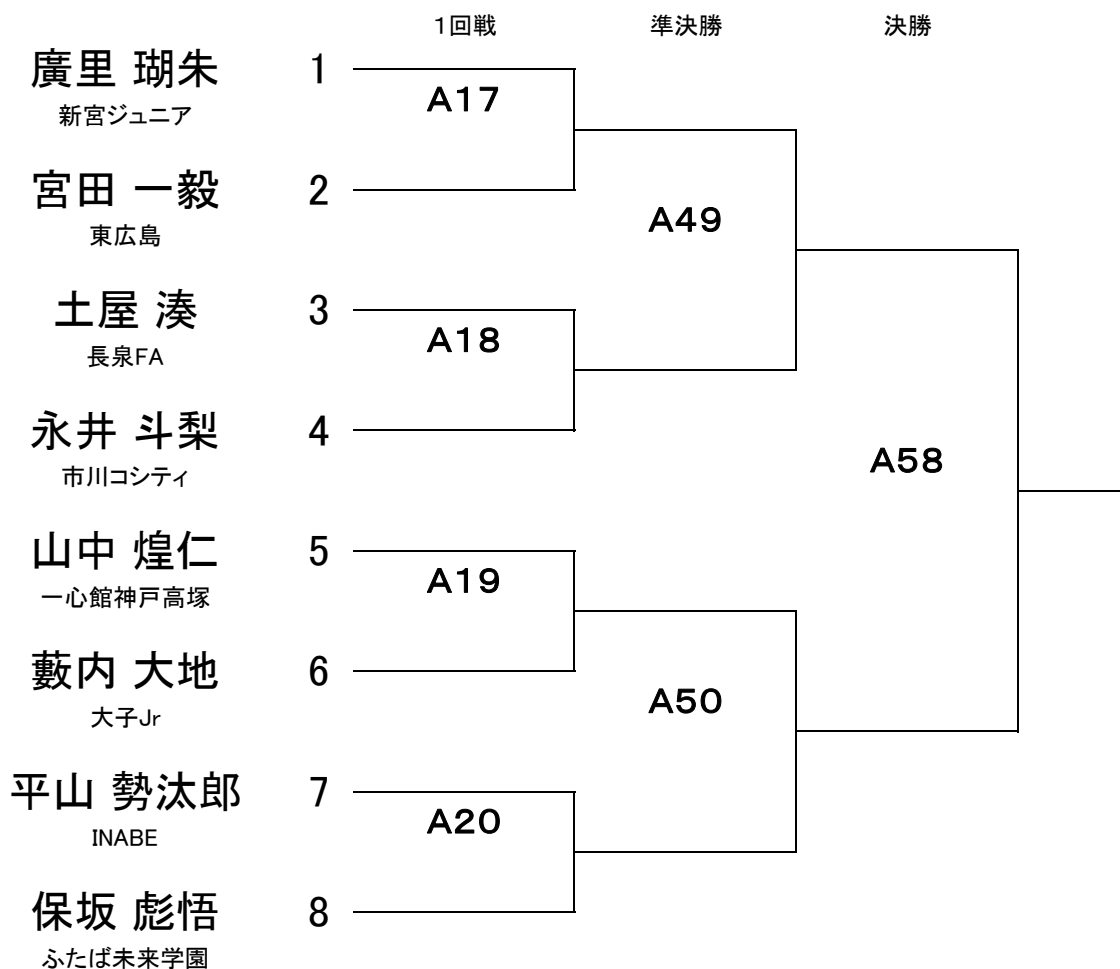 1回戦 準決勝 決勝
廣里 瑚朱 1
新宮ジュニア
A17
宮田 一毅 2
東広島
A49
土屋 湊 3
長泉FA
A18
永井 斗梨 4
市川コシティ
A58
山中 煌仁 5
一心館神戸高塚
A19
藪内 大地 6
大子Jr
A50
平山 勢汰郎 7
INABE
A20
保坂 彪悟 8
ふたば未来学園